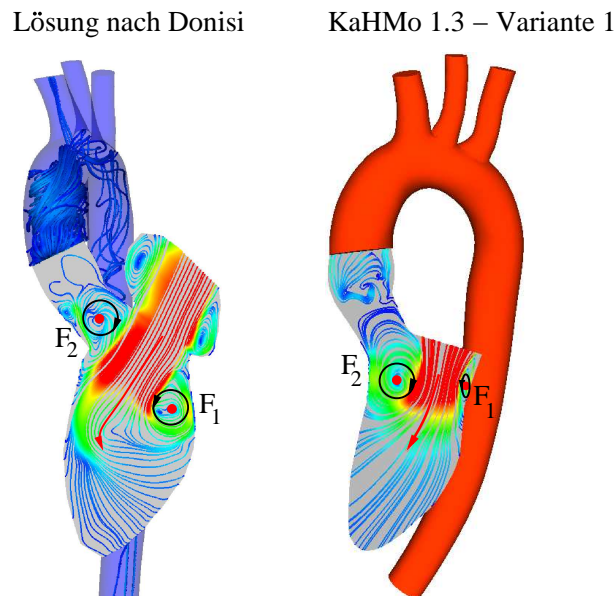 Lösung nach Donisi
KaHMo 1.3 – Variante 1
F2
F1
F2
F1